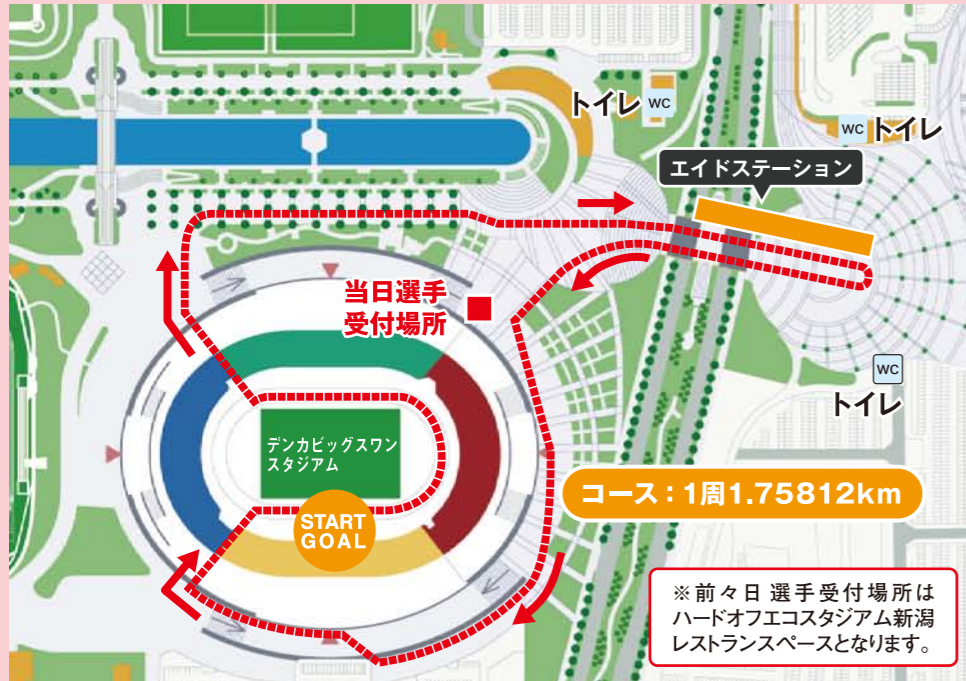 トイレ WC
WC トイレ
エイドステーション
当日選手
受付場所
WC
トイレ
デンカビッグスワン
スタジアム
コース：1周1.75812km
START
GOAL
※前々日 選手受付場所は
ハードオフエコスタジアム新潟
レストランスペースとなります。